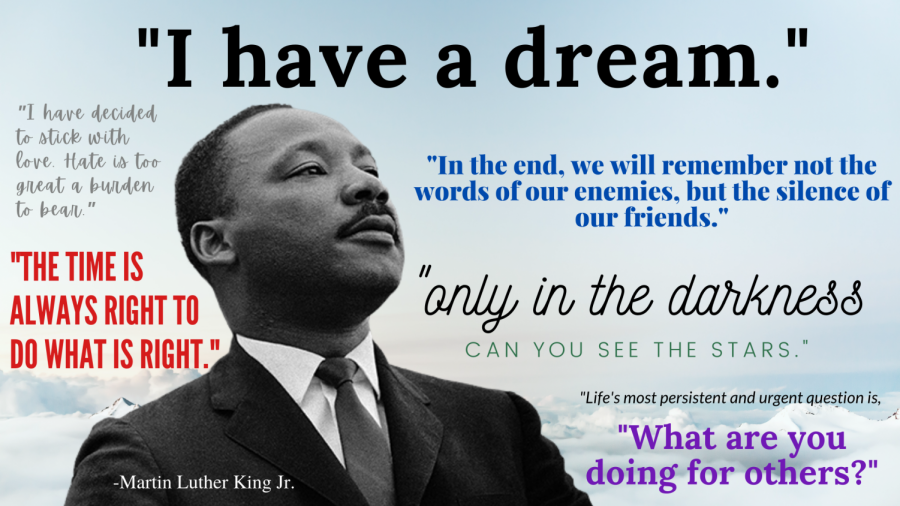 "I have a dream."
"I have decided
to stick with
love. Hate is too
great a burden
to bear."
"THE TIME IS
ALWAYS RIGHT TO
DO WHAT IS RIGHT."
"In the end, we will remember not the
words of our enemies, but the silence of
our friends."
"only in the darkness
CAN YOU SEE THE STARS."
"Life's most persistent and urgent question is,
"What are you
doing for others?"
-Martin Luther King Jr.